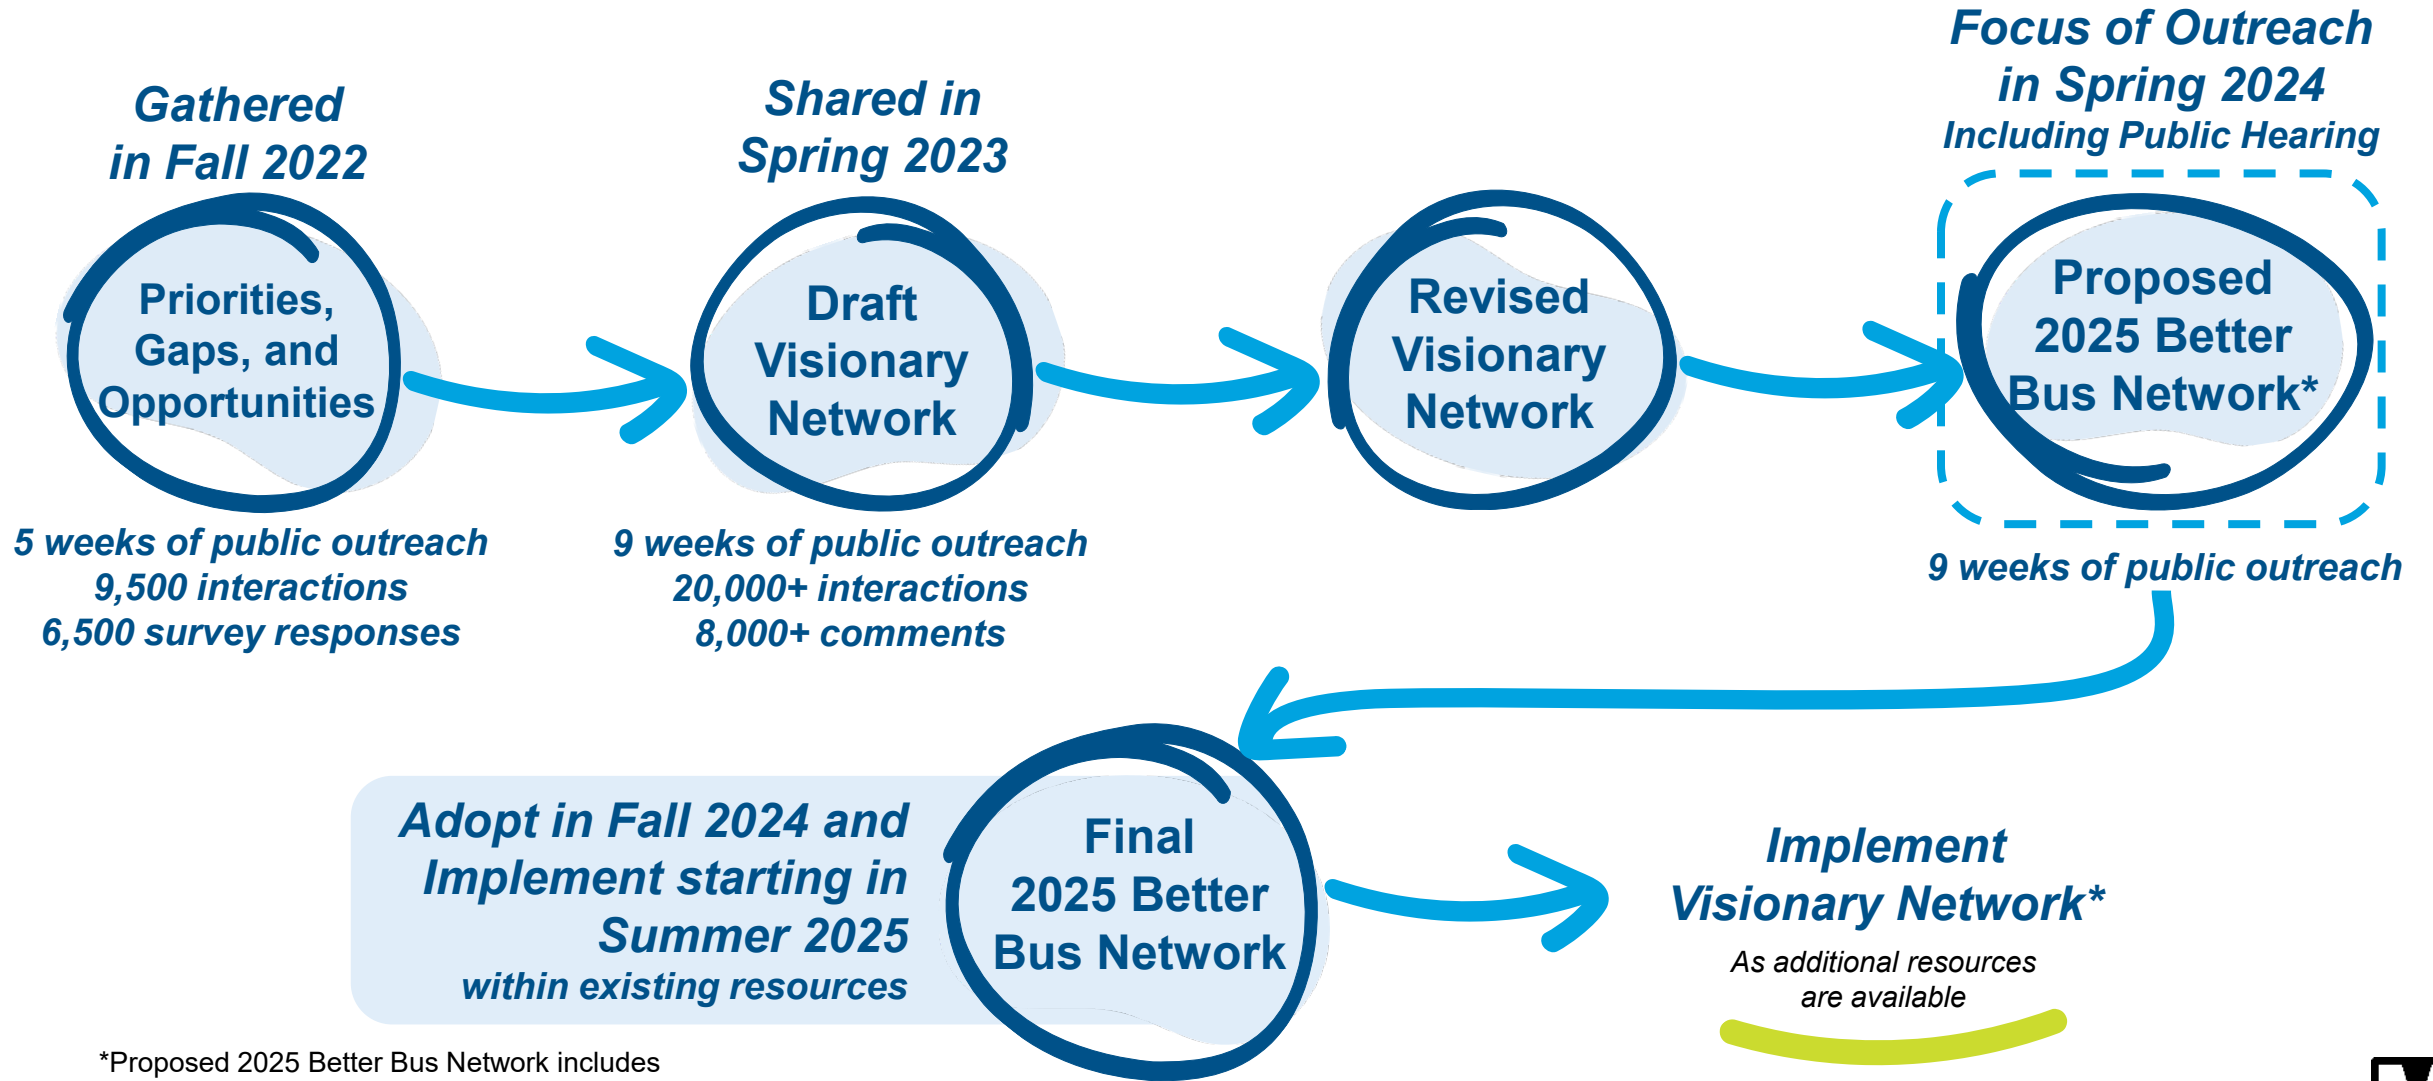 Gathered
in Fall 2022
Priorities,
Gaps, and
Opportunities
5 weeks of public outreach
9,500 interactions
6,500 survey responses
Shared in
Spring 2023
Draft
Visionary
Network
9 weeks of public outreach
20,000+ interactions
8,000+ comments
Revised
Visionary
Network
Focus of Outreach
in Spring 2024
Including Public Hearing
Proposed
2025 Better
Bus Network*
9 weeks of public outreach
Adopt in Fall 2024 and
Implement starting in
Summer 2025
within existing resources
Final
2025 Better
Bus Network
Implement
Visionary Network*
As additional resources
are available
*Proposed 2025 Better Bus Network includes